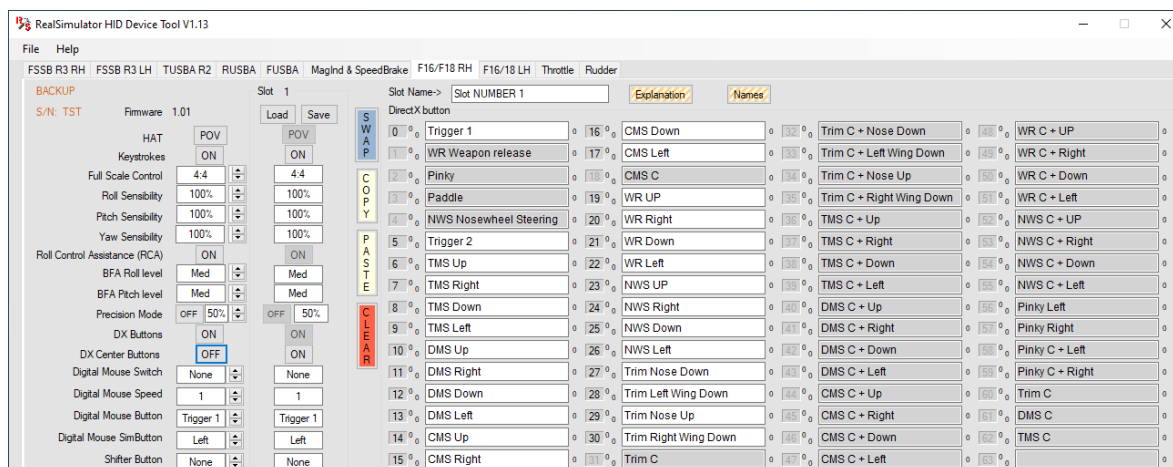 RealSimulator HID Device Tool V1.13
File Help
FSSB R3 RH FSSB R3 LH TUSBA R2 RUSBA FUSBA MagInd & SpeedBrake F16/F18 RH F16/18 LH Throttle Rudder
BACKUP Slot 1 Slot Name-> Slot NUMBER 1 Explanation Names
S/N: TST Firmware 1.01 Load Save
DirectX button
HAT POV POV
Keystrokes ON ON
Full Scale Control 4:4 4:4
Roll Sensibility 100% 100%
Pitch Sensibility 100% 100%
Yaw Sensibility 100% 100%
Roll Control Assistance (RCA) ON ON
BFA Roll level Med Med
BFA Pitch level Med Med
Precision Mode OFF 50% OFF 50%
DX Buttons ON ON
DX Center Buttons OFF ON
Digital Mouse Switch None None
Digital Mouse Speed 1 1
Digital Mouse Button Trigger 1 Trigger 1
Digital Mouse SimButton Left Left
Shifter Button None None
SWAP
COPY
PASTE
CLEAR
0 Trigger 1
1 WR Weapon release
2 Pinky
3 Paddle
4 NWS Nosewheel Steering
5 Trigger 2
6 TMS Up
7 TMS Right
8 TMS Down
9 TMS Left
10 DMS Up
11 DMS Right
12 DMS Down
13 DMS Left
14 CMS Up
15 CMS Right
16 CMS Down
17 CMS Left
18 CMS C
19 WR UP
20 WR Right
21 WR Down
22 WR Left
23 NWS UP
24 NWS Right
25 NWS Down
26 NWS Left
27 Trim Nose Down
28 Trim Left Wing Down
29 Trim Nose Up
30 Trim Right Wing Down
31 Trim C
32 Trim C + Nose Down
33 Trim C + Left Wing Down
34 Trim C + Nose Up
35 Trim C + Right Wing Down
36 TMS C + Up
37 TMS C + Right
38 TMS C + Down
39 TMS C + Left
40 DMS C + Up
41 DMS C + Right
42 DMS C + Down
43 DMS C + Left
44 CMS C + Up
45 CMS C + Right
46 CMS C + Down
47 CMS C + Left
48 WR C + UP
49 WR C + Right
50 WR C + Down
51 WR C + Left
52 NWS C + UP
53 NWS C + Right
54 NWS C + Down
55 NWS C + Left
56 Pinky Left
57 Pinky Right
58 Pinky C + Left
59 Pinky C + Right
60 Trim C
61 DMS C
62 TMS C
63